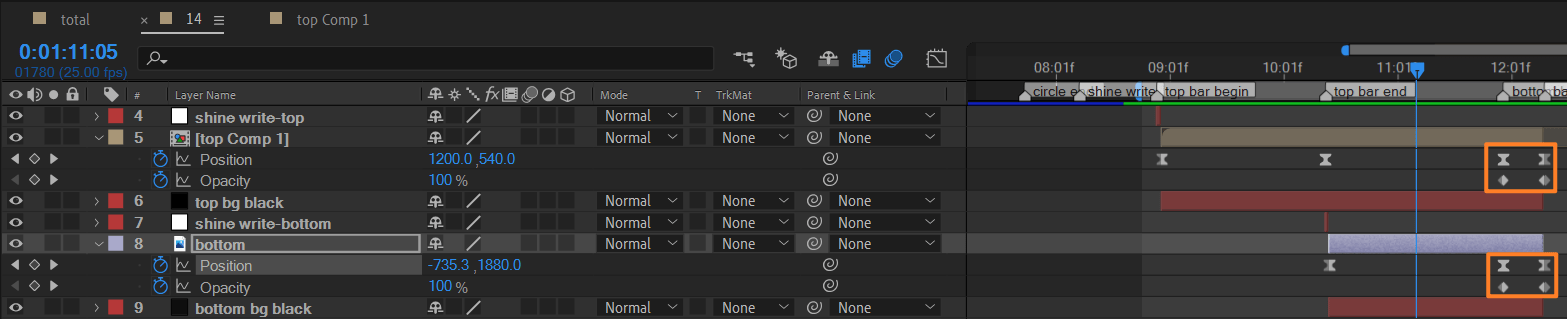 total
× 14
top Comp 1
0:01:11:05
01780 (25.00 fps)
08:01f 09:01f 10:01f 11:01f 12:01f
circle e shine write top bar begin top bar end bottom ba
# Layer Name fx Mode T TrkMat Parent & Link
4 shine write-top Normal None None
5 [top Comp 1] Normal None None
Position 1200.0,540.0
Opacity 100 %
6 top bg black Normal None None
7 shine write-bottom Normal None None
8 bottom Normal None None
Position -735.3,1880.0
Opacity 100 %
9 bottom bg black Normal None None